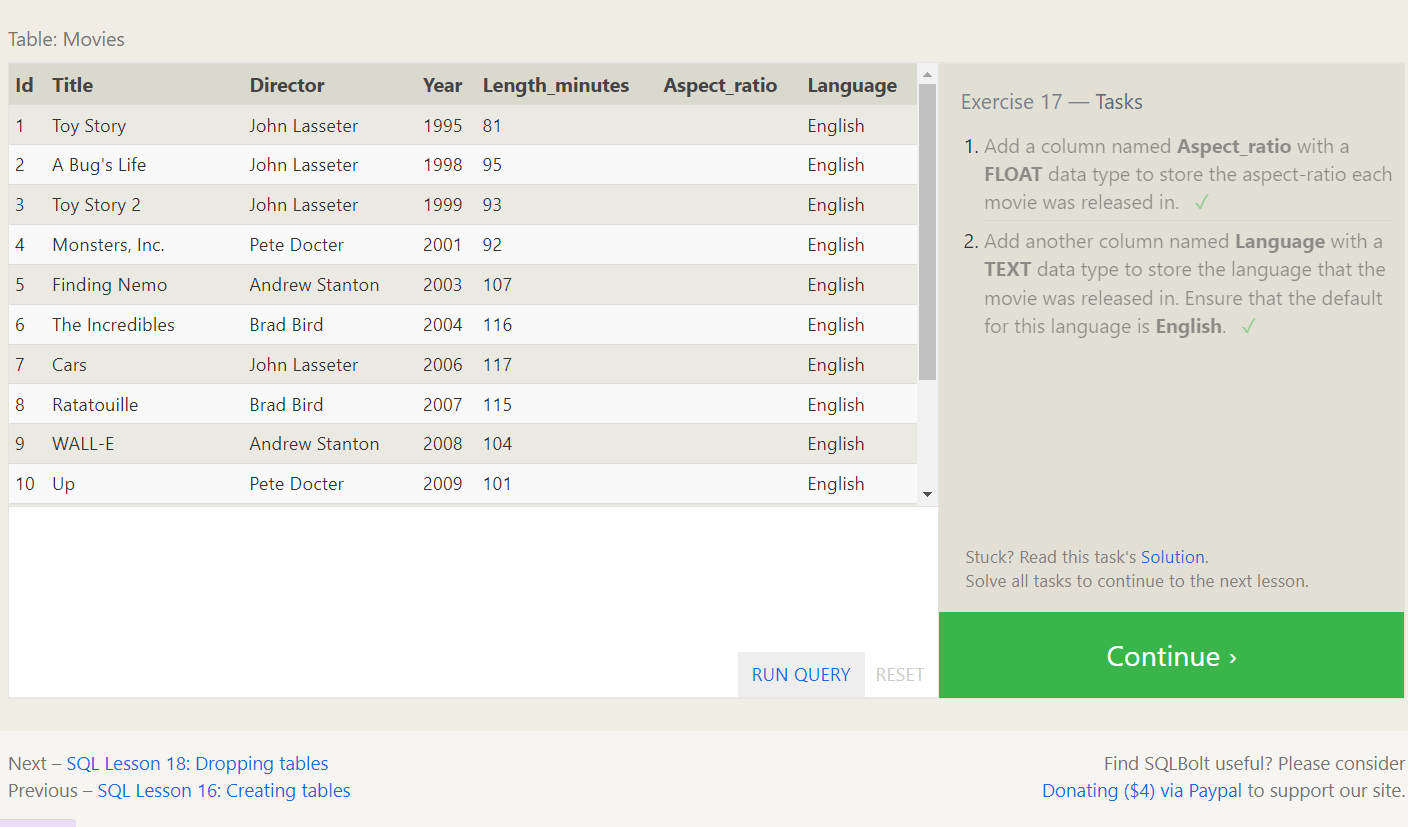 Table: Movies
Id Title Director Year Length_minutes Aspect_ratio Language
1 Toy Story John Lasseter 1995 81 English
2 A Bug's Life John Lasseter 1998 95 English
3 Toy Story 2 John Lasseter 1999 93 English
4 Monsters, Inc. Pete Docter 2001 92 English
5 Finding Nemo Andrew Stanton 2003 107 English
6 The Incredibles Brad Bird 2004 116 English
7 Cars John Lasseter 2006 117 English
8 Ratatouille Brad Bird 2007 115 English
9 WALL-E Andrew Stanton 2008 104 English
10 Up Pete Docter 2009 101 English
RUN QUERY RESET
Exercise 17 — Tasks
1. Add a column named Aspect_ratio with a
FLOAT data type to store the aspect-ratio each
movie was released in. ✓
2. Add another column named Language with a
TEXT data type to store the language that the
movie was released in. Ensure that the default
for this language is English. ✓
Stuck? Read this task's Solution.
Solve all tasks to continue to the next lesson.
Continue ›
Next – SQL Lesson 18: Dropping tables
Previous – SQL Lesson 16: Creating tables
Find SQLBolt useful? Please consider
Donating ($4) via Paypal to support our site.